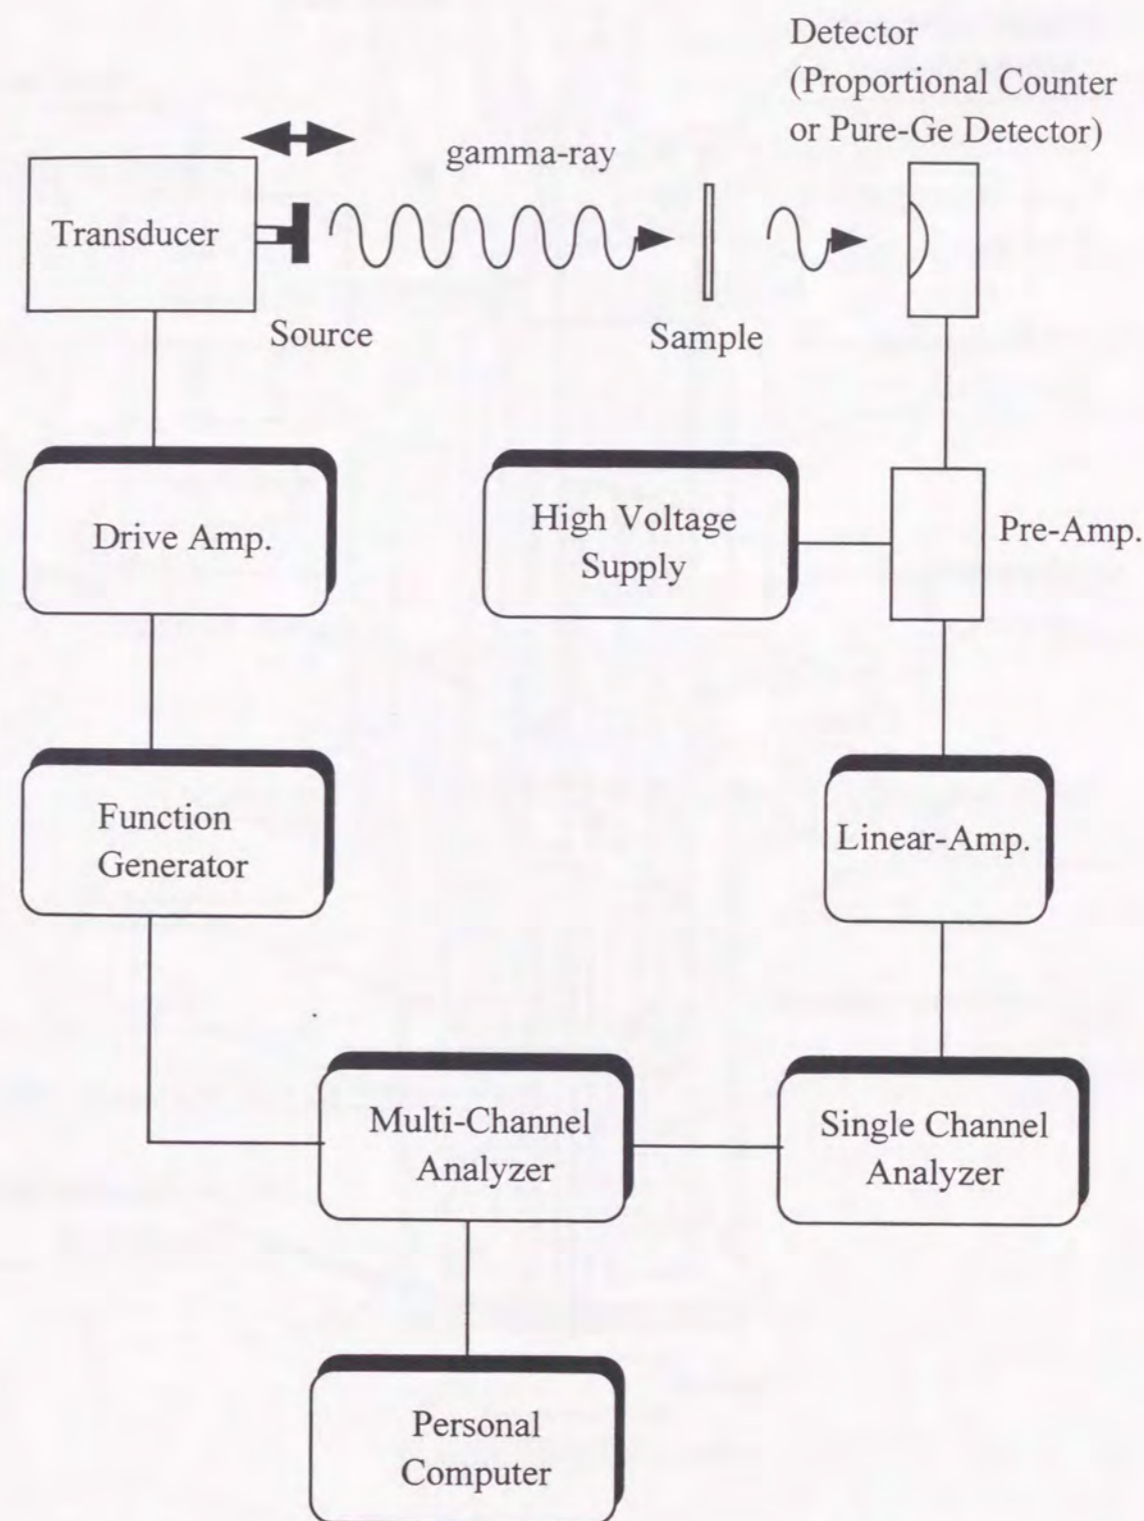 Detector
(Proportional Counter
or Pure-Ge Detector)
gamma-ray
Transducer
Source
Sample
Drive Amp.
High Voltage
Supply
Pre-Amp.
Function
Generator
Linear-Amp.
Multi-Channel
Analyzer
Single Channel
Analyzer
Personal
Computer